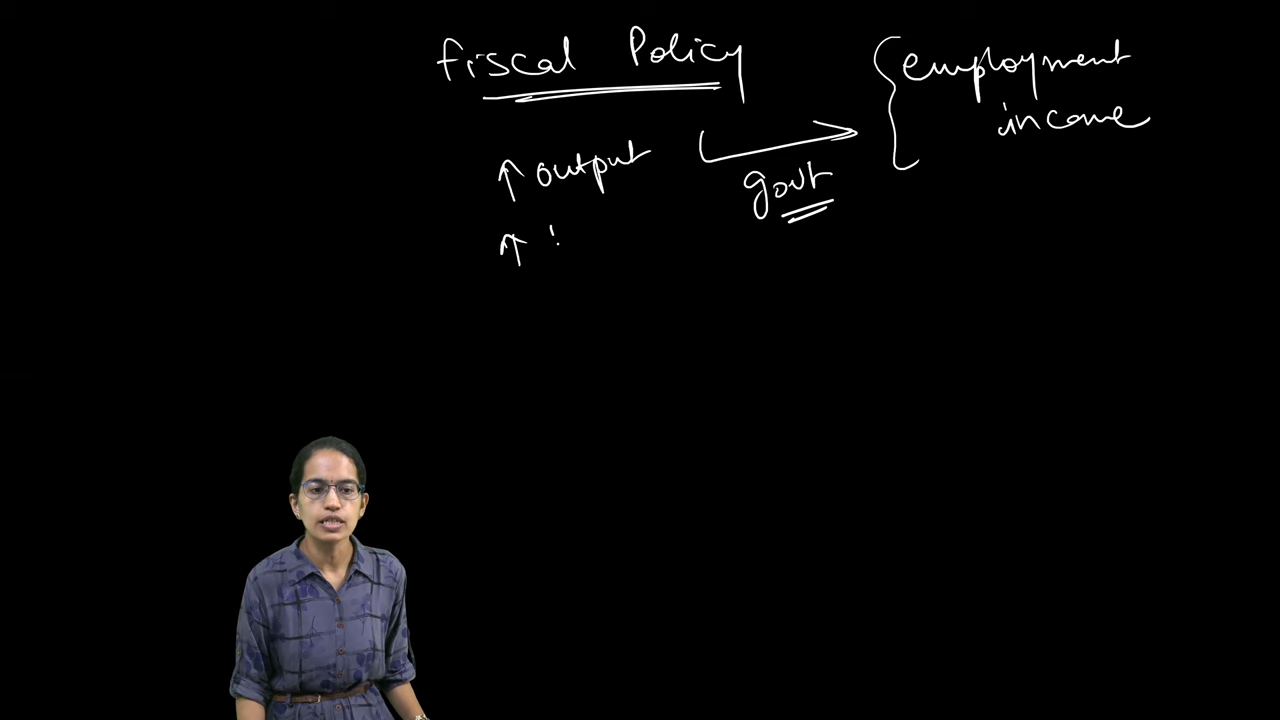 fiscal Policy
employment
income
↑ output
govt
↑